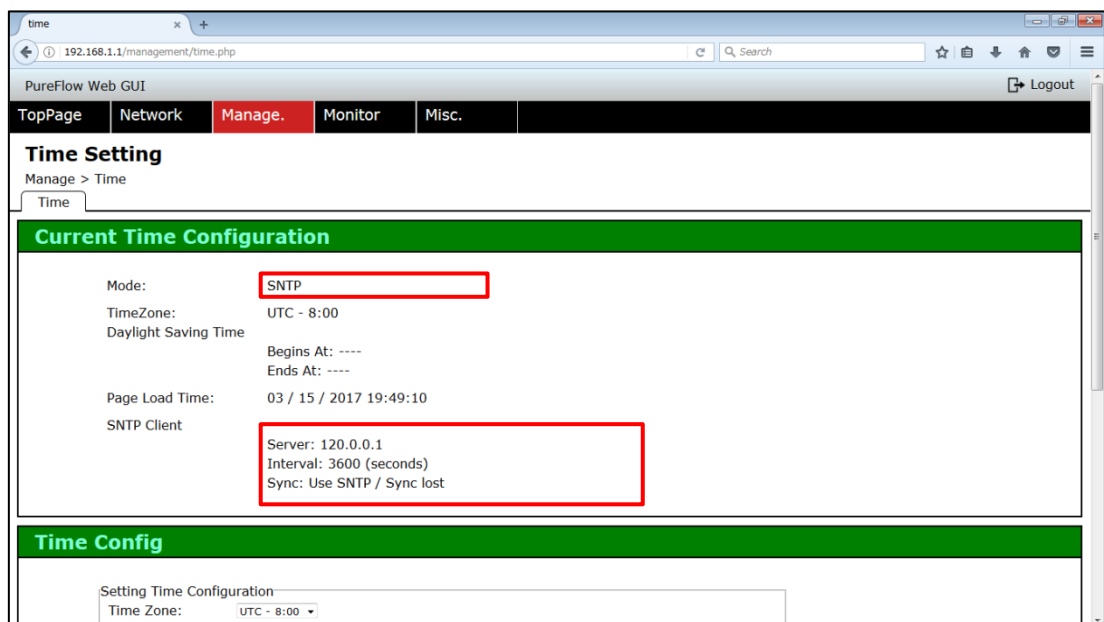 time
192.168.1.1/management/time.php
Search
PureFlow Web GUI
Logout
TopPage Network Manage. Monitor Misc.
Time Setting
Manage > Time
Time
Current Time Configuration
Mode: SNTP
TimeZone: UTC - 8:00
Daylight Saving Time
Begins At: ----
Ends At: ----
Page Load Time: 03 / 15 / 2017 19:49:10
SNTP Client
Server: 120.0.0.1
Interval: 3600 (seconds)
Sync: Use SNTP / Sync lost
Time Config
Setting Time Configuration
Time Zone: UTC - 8:00